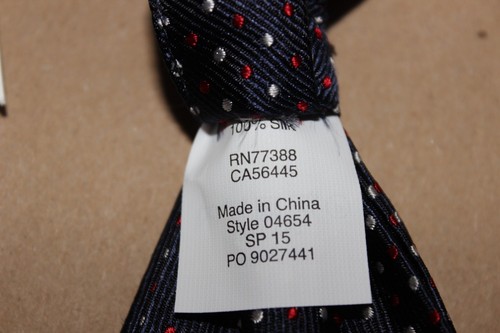 100% Silk
RN77388
CA56445
Made in China
Style 04654
SP 15
PO 9027441